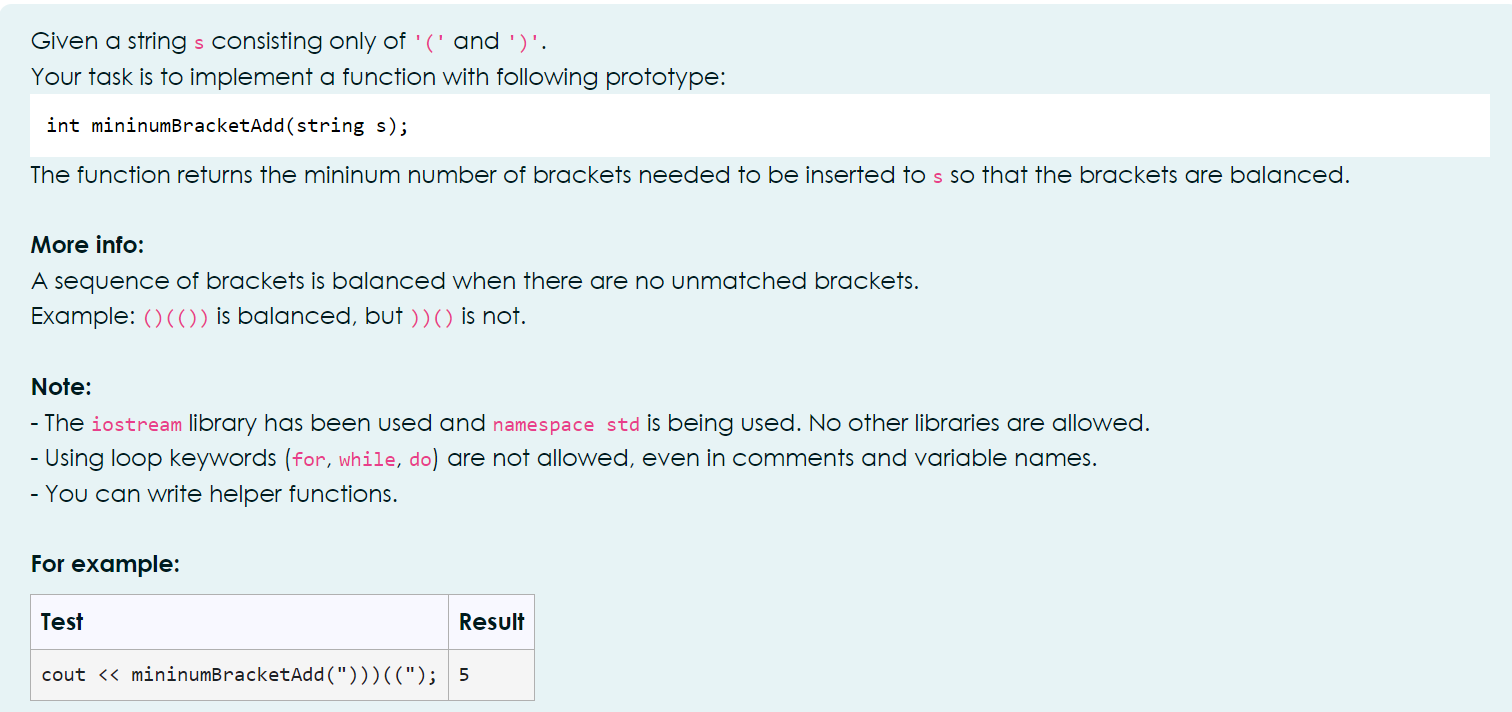 Given a string s consisting only of '(' and ')'.
Your task is to implement a function with following prototype:
int mininumBracketAdd(string s);
The function returns the mininum number of brackets needed to be inserted to s so that the brackets are balanced.
More info:
A sequence of brackets is balanced when there are no unmatched brackets.
Example: ()(()) is balanced, but ))() is not.
Note:
- The iostream library has been used and namespace std is being used. No other libraries are allowed.
- Using loop keywords (for, while, do) are not allowed, even in comments and variable names.
- You can write helper functions.
For example:
Test Result
cout << mininumBracketAdd(")))(("); 5